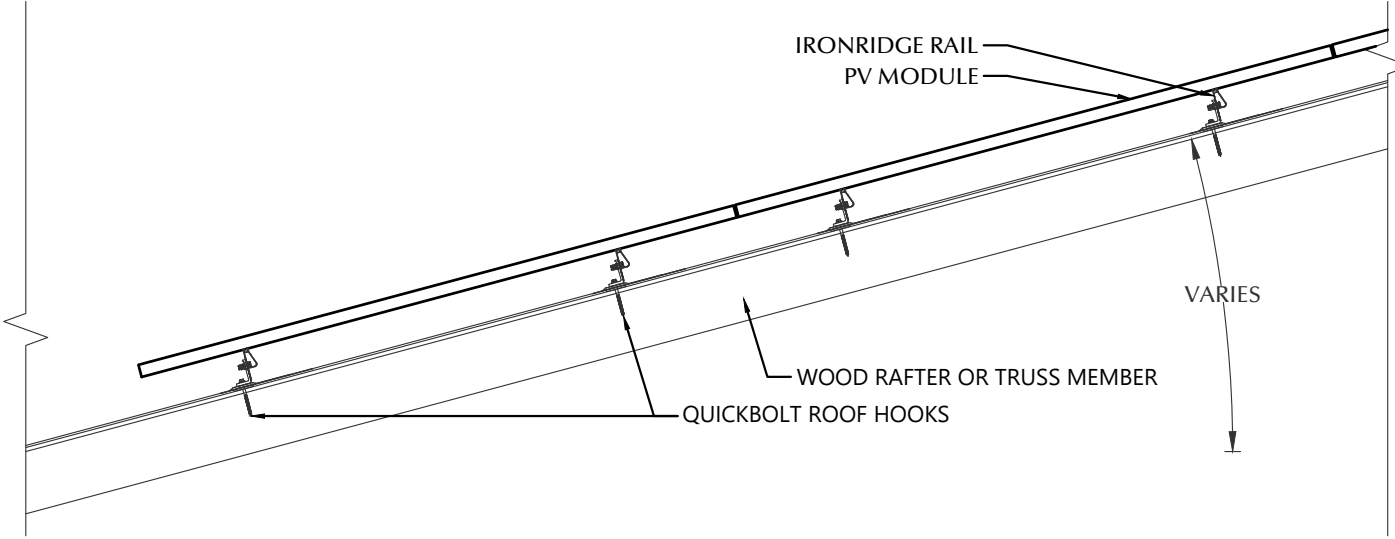 IRONRIDGE RAIL
PV MODULE
VARIES
WOOD RAFTER OR TRUSS MEMBER
QUICKBOLT ROOF HOOKS